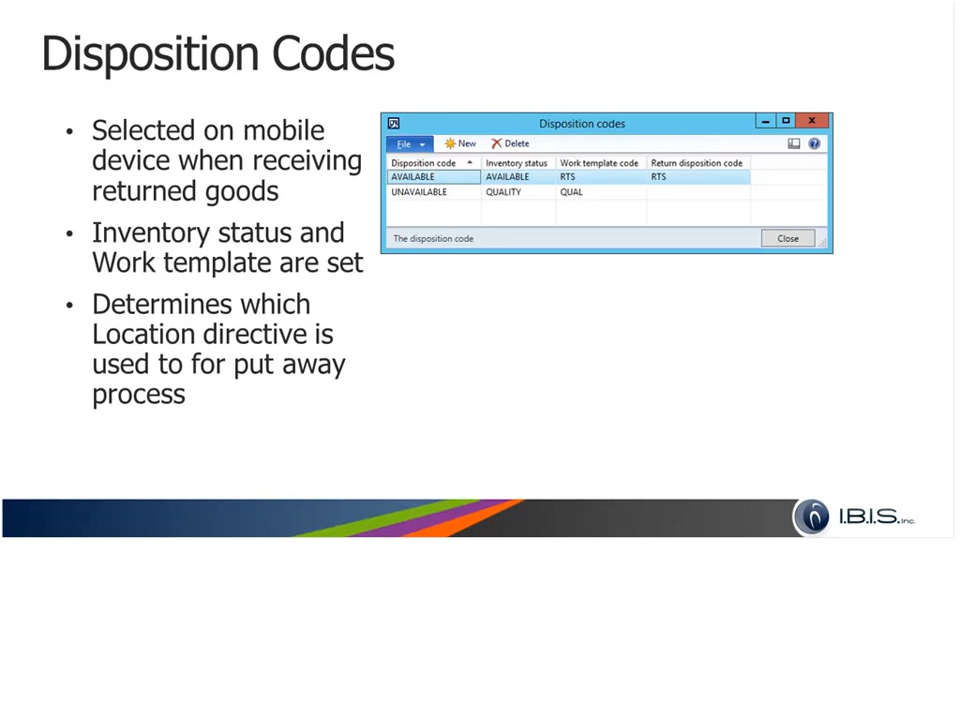 Disposition Codes
• Selected on mobile
device when receiving
returned goods
• Inventory status and
Work template are set
• Determines which
Location directive is
used to for put away
process
Disposition codes
File New Delete
Disposition code Inventory status Work template code Return disposition code
AVAILABLE AVAILABLE RTS RTS
UNAVAILABLE QUALITY QUAL
The disposition code Close
I.B.I.S. Inc.